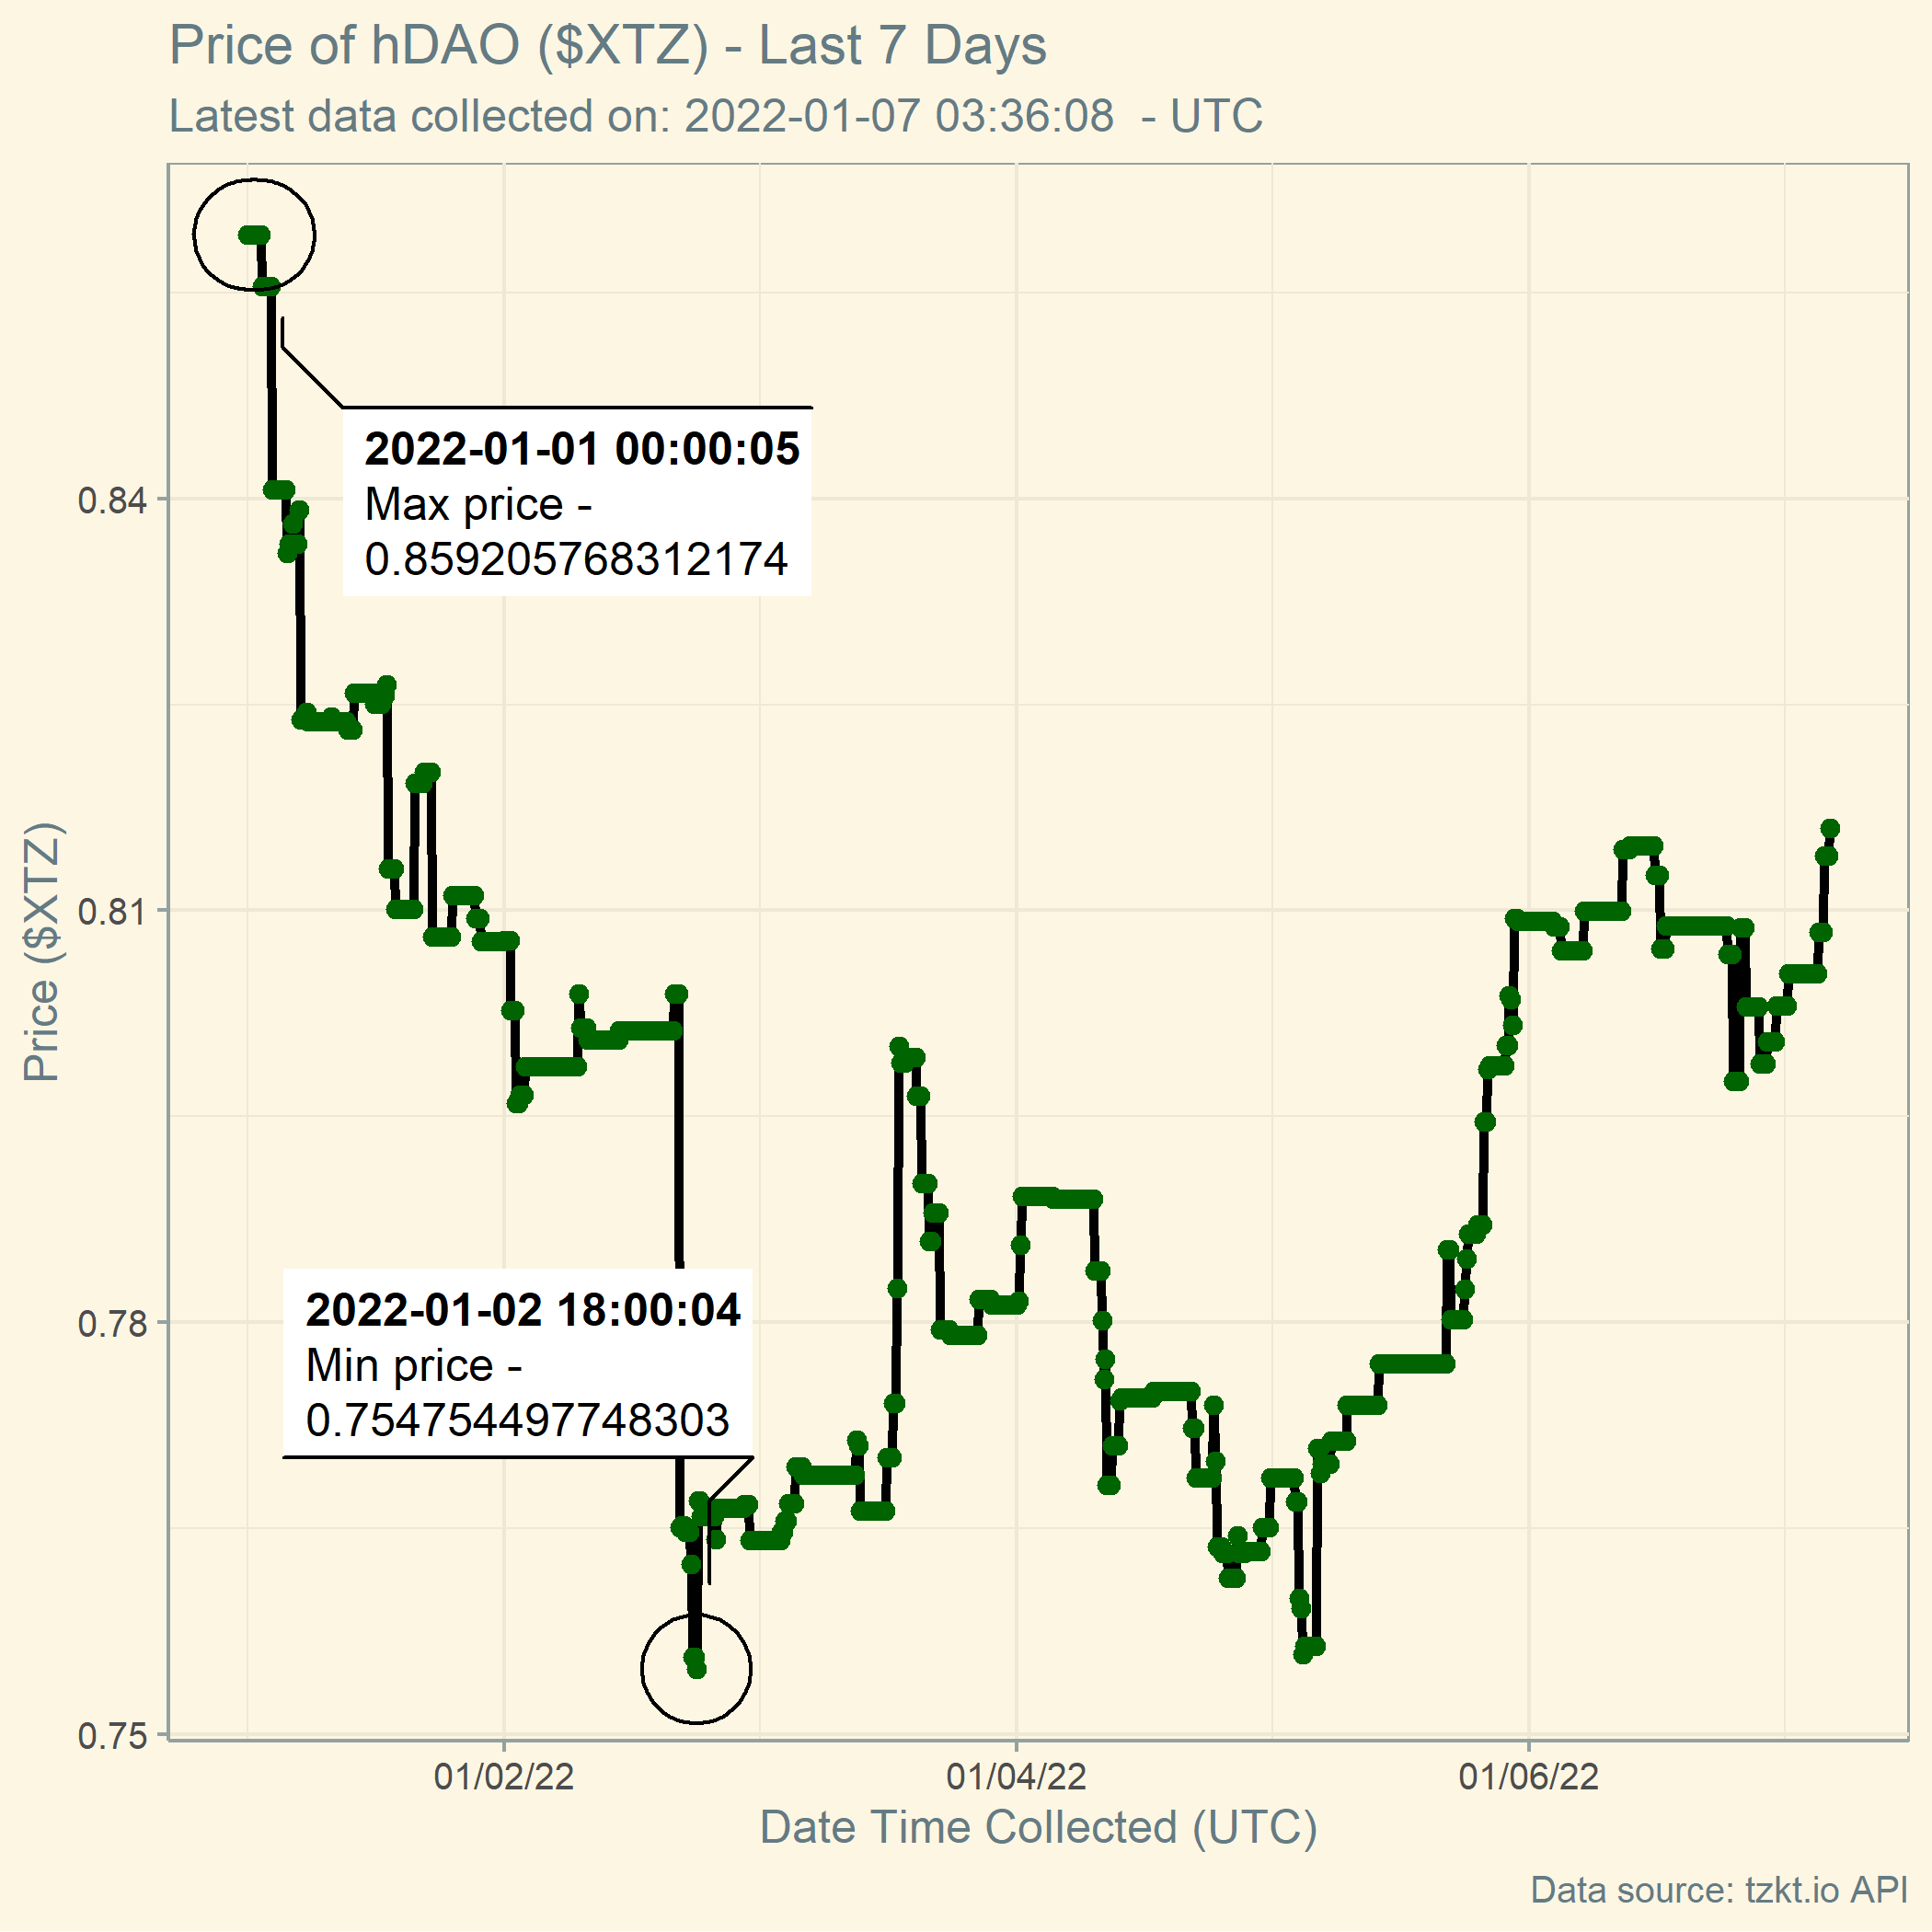 Price of hDAO ($XTZ) - Last 7 Days
Latest data collected on: 2022-01-07 03:36:08  - UTC
2022-01-01 00:00:05
Max price -
0.859205768312174
0.84
0.81
0.78
0.75
Price ($XTZ)
2022-01-02 18:00:04
Min price -
0.754754497748303
01/02/22
01/04/22
01/06/22
Date Time Collected (UTC)
Data source: tzkt.io API